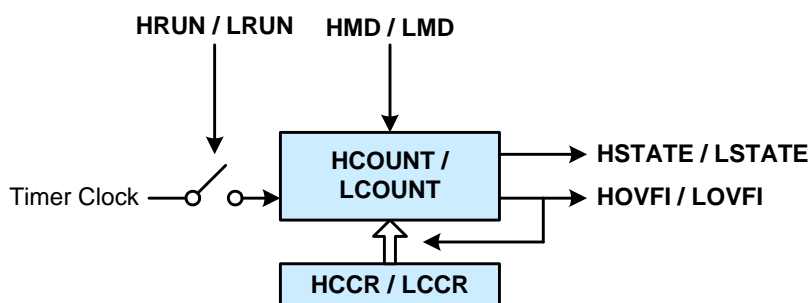 HRUN / LRUN
HMD / LMD
HCOUNT /
LCOUNT
HSTATE / LSTATE
Timer Clock
HOVFI / LOVFI
HCCR / LCCR